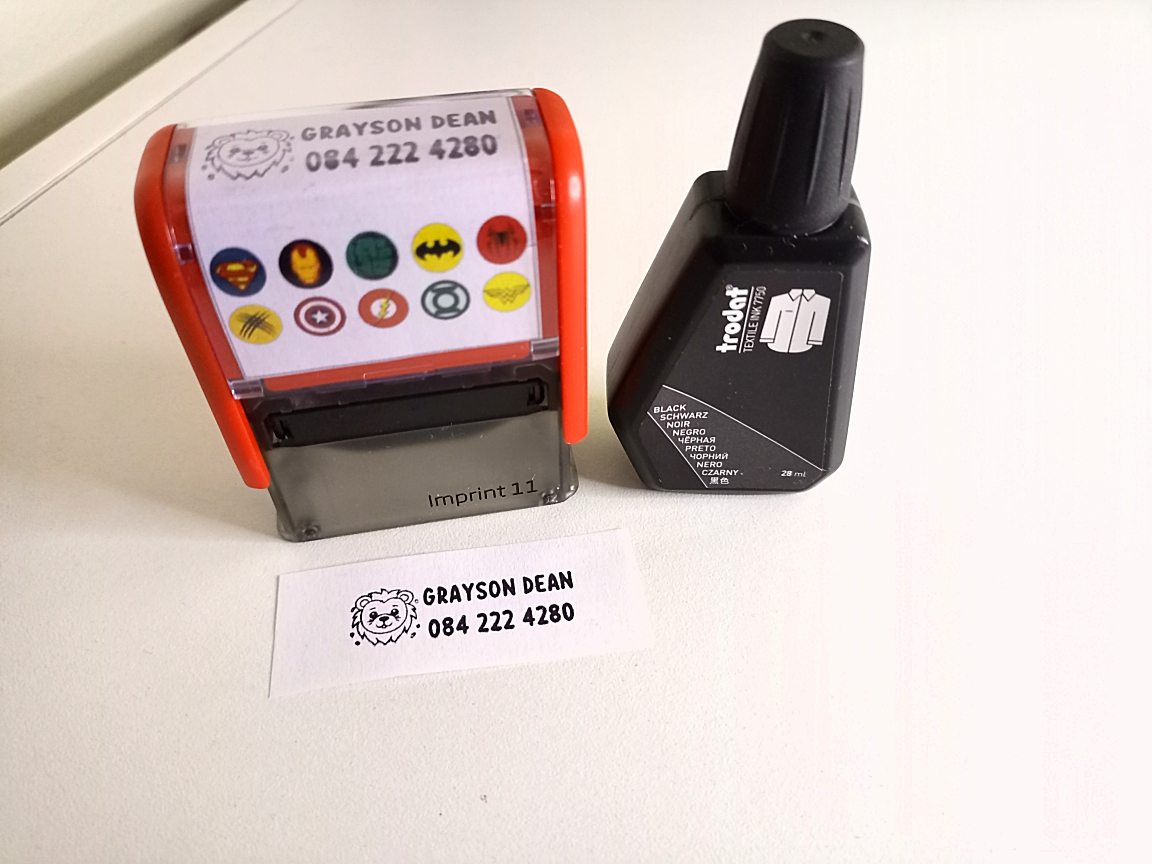 GRAYSON DEAN
084 222 4280
Imprint 11
trodat®
TEXTILE INK 7750
BLACK
SCHWARZ
NOIR
NEGRO
ЧЁРНАЯ
PRETO
ЧОРНИЙ
NERO
CZARNY
黑色
28 ml
GRAYSON DEAN
084 222 4280